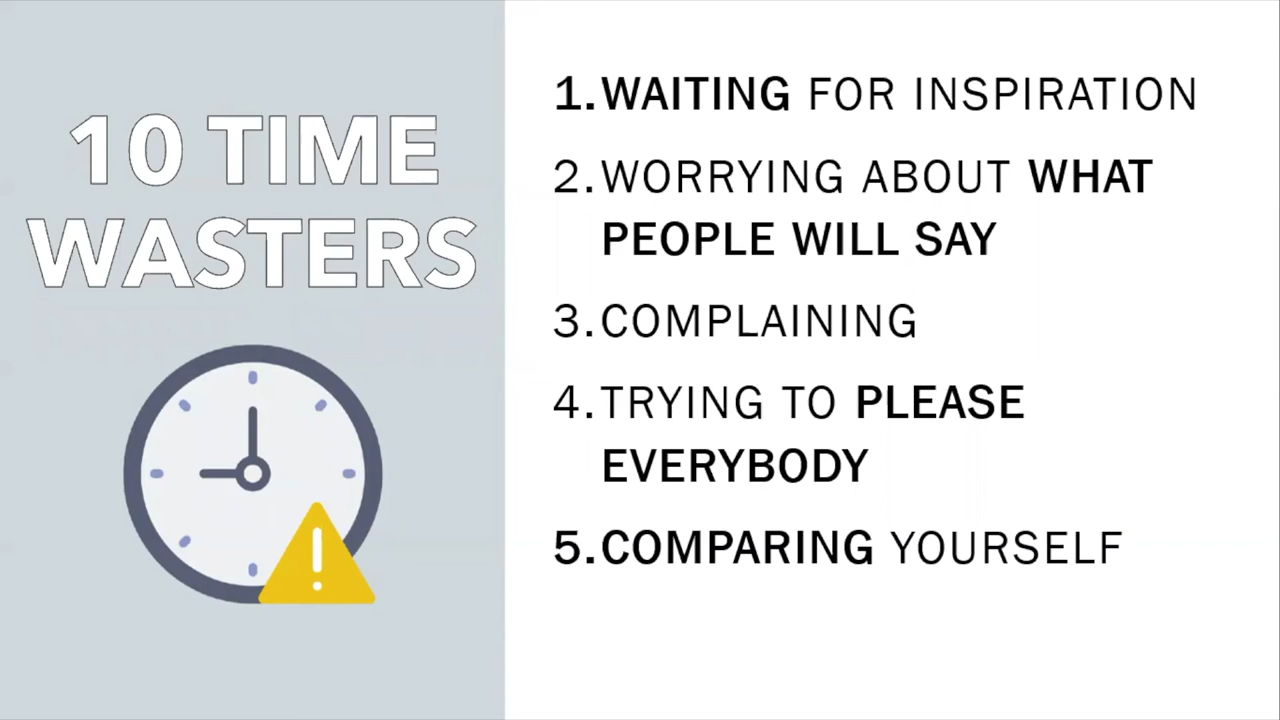 10 TIME
WASTERS
1. WAITING FOR INSPIRATION
2. WORRYING ABOUT WHAT
PEOPLE WILL SAY
3. COMPLAINING
4. TRYING TO PLEASE
EVERYBODY
5. COMPARING YOURSELF